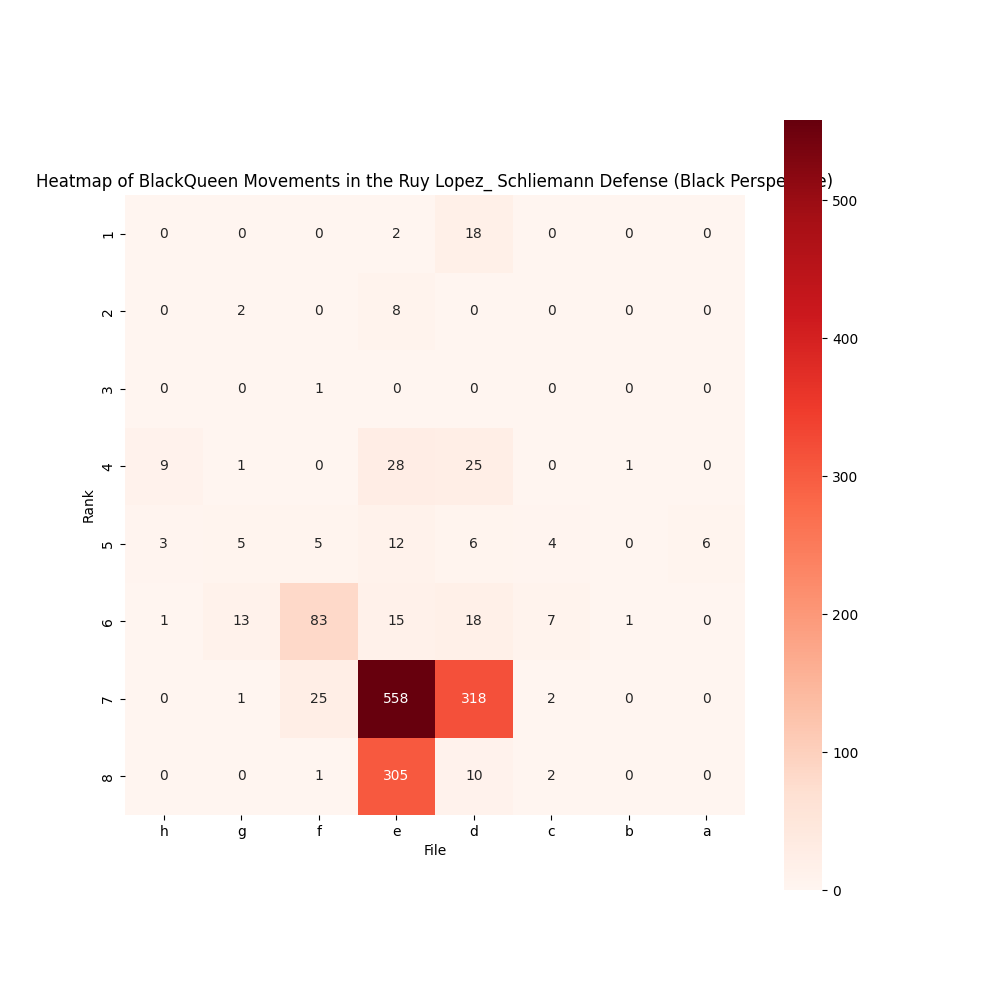 Heatmap of BlackQueen Movements in the Ruy Lopez_ Schliemann Defense (Black Perspe e)
1 0 0 0 2 18 0 0 0
2 0 2 0 8 0 0 0 0
3 0 0 1 0 0 0 0 0
4 9 1 0 28 25 0 1 0
5 3 5 5 12 6 4 0 6
6 1 13 83 15 18 7 1 0
7 0 1 25 558 318 2 0 0
8 0 0 1 305 10 2 0 0
h g f e d c b a
File
Rank
500
400
300
200
100
0